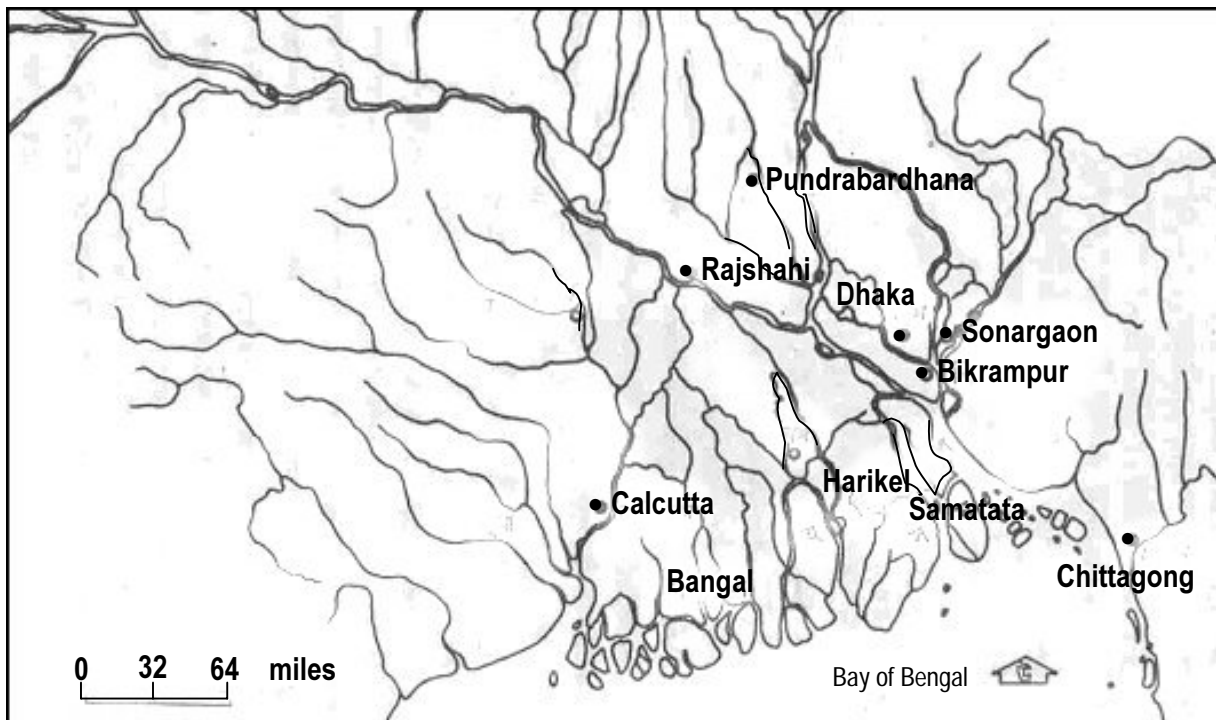 Pundrabardhana
Rajshahi
Dhaka
Sonargaon
Bikrampur
Harikel
Calcutta
Samatata
Chittagong
Bangal
0 32 64 miles
Bay of Bengal